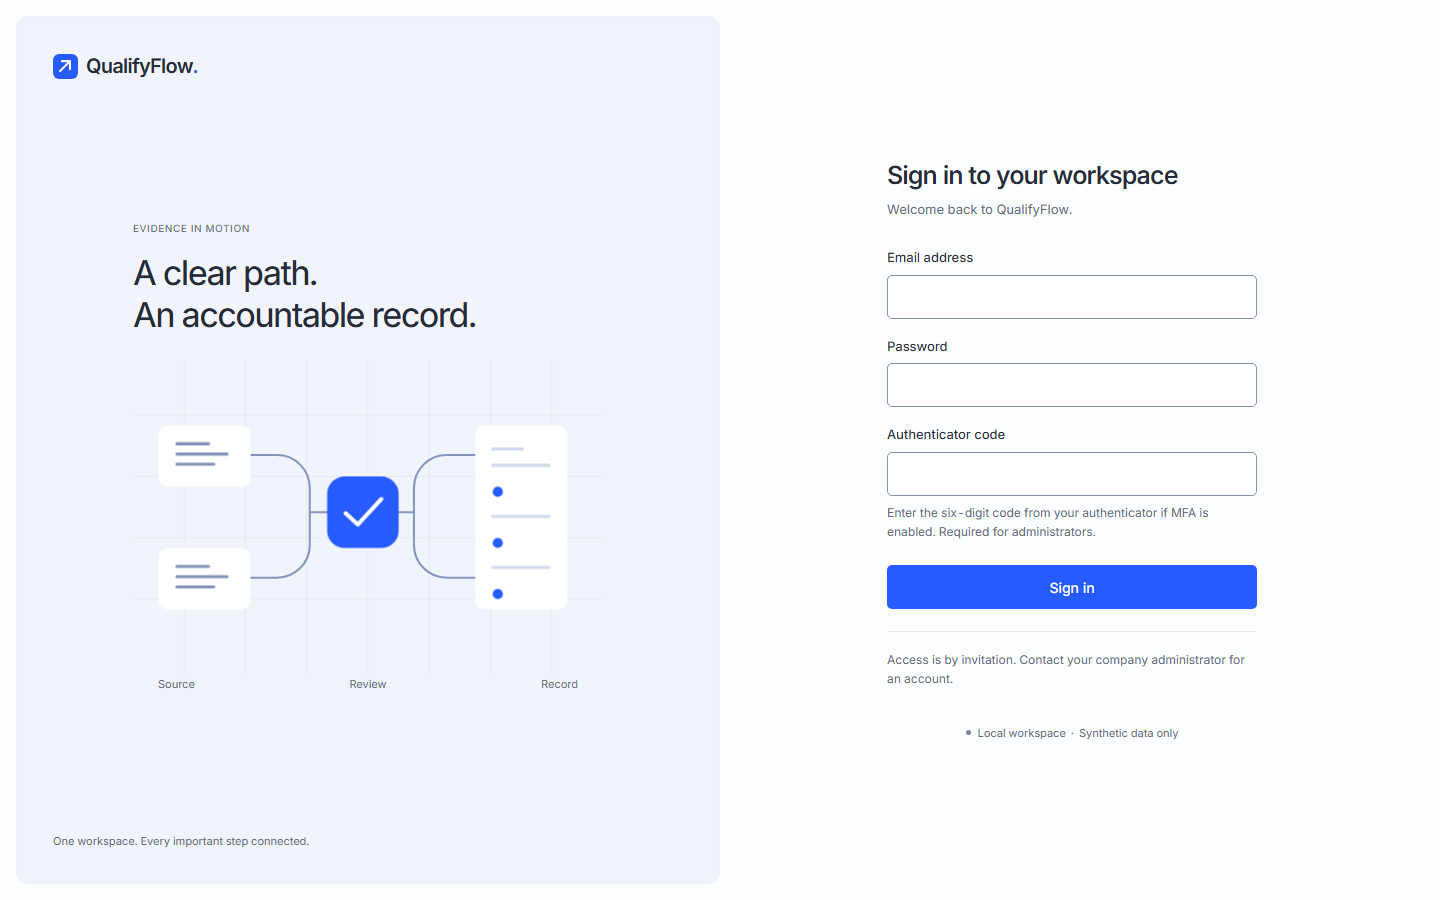 QualifyFlow.
EVIDENCE IN MOTION
A clear path.
An accountable record.
Source
Review
Record
One workspace. Every important step connected.
Sign in to your workspace
Welcome back to QualifyFlow.
Email address
Password
Authenticator code
Enter the six-digit code from your authenticator if MFA is
enabled. Required for administrators.
Sign in
Access is by invitation. Contact your company administrator for
an account.
Local workspace · Synthetic data only